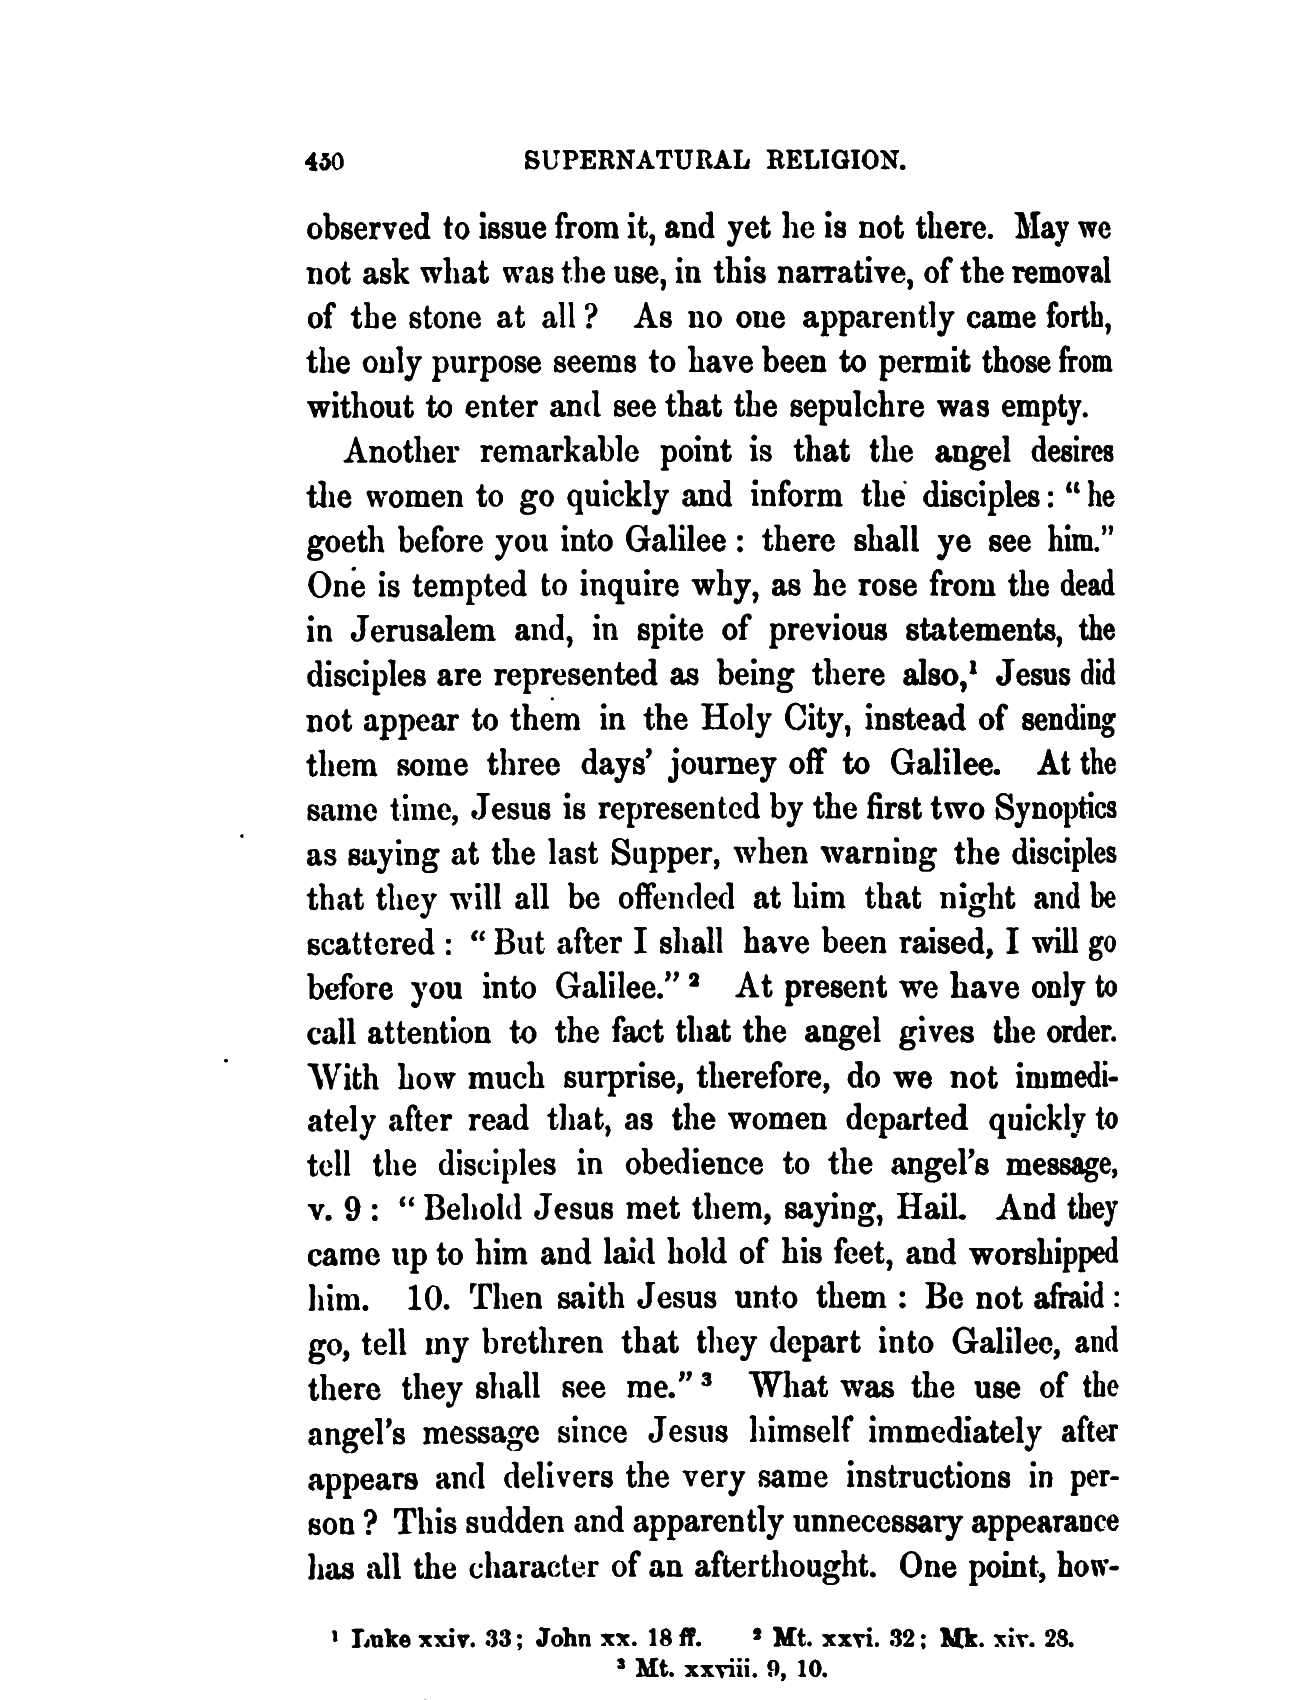 450 SUPERNATURAL RELIGION.
observed to issue from it, and yet he is not there. May we
not ask what was the use, in this narrative, of the removal
of the stone at all? As no one apparently came forth,
the only purpose seems to have been to permit those from
without to enter and see that the sepulchre was empty.
Another remarkable point is that the angel desires
the women to go quickly and inform the disciples: “he
goeth before you into Galilee: there shall ye see him.”
One is tempted to inquire why, as he rose from the dead
in Jerusalem and, in spite of previous statements, the
disciples are represented as being there also,¹ Jesus did
not appear to them in the Holy City, instead of sending
them some three days’ journey off to Galilee. At the
same time, Jesus is represented by the first two Synoptics
as saying at the last Supper, when warning the disciples
that they will all be offended at him that night and be
scattered: “But after I shall have been raised, I will go
before you into Galilee.”² At present we have only to
call attention to the fact that the angel gives the order.
With how much surprise, therefore, do we not immedi-
ately after read that, as the women departed quickly to
tell the disciples in obedience to the angel’s message,
v. 9: “Behold Jesus met them, saying, Hail. And they
came up to him and laid hold of his feet, and worshipped
him. 10. Then saith Jesus unto them: Be not afraid:
go, tell my brethren that they depart into Galilee, and
there they shall see me.”³ What was the use of the
angel’s message since Jesus himself immediately after
appears and delivers the very same instructions in per-
son? This sudden and apparently unnecessary appearance
has all the character of an afterthought. One point, how-
¹ Luke xxiv. 33; John xx. 18 ff. ² Mt. xxvi. 32; Mk. xiv. 28.
³ Mt. xxviii. 9, 10.